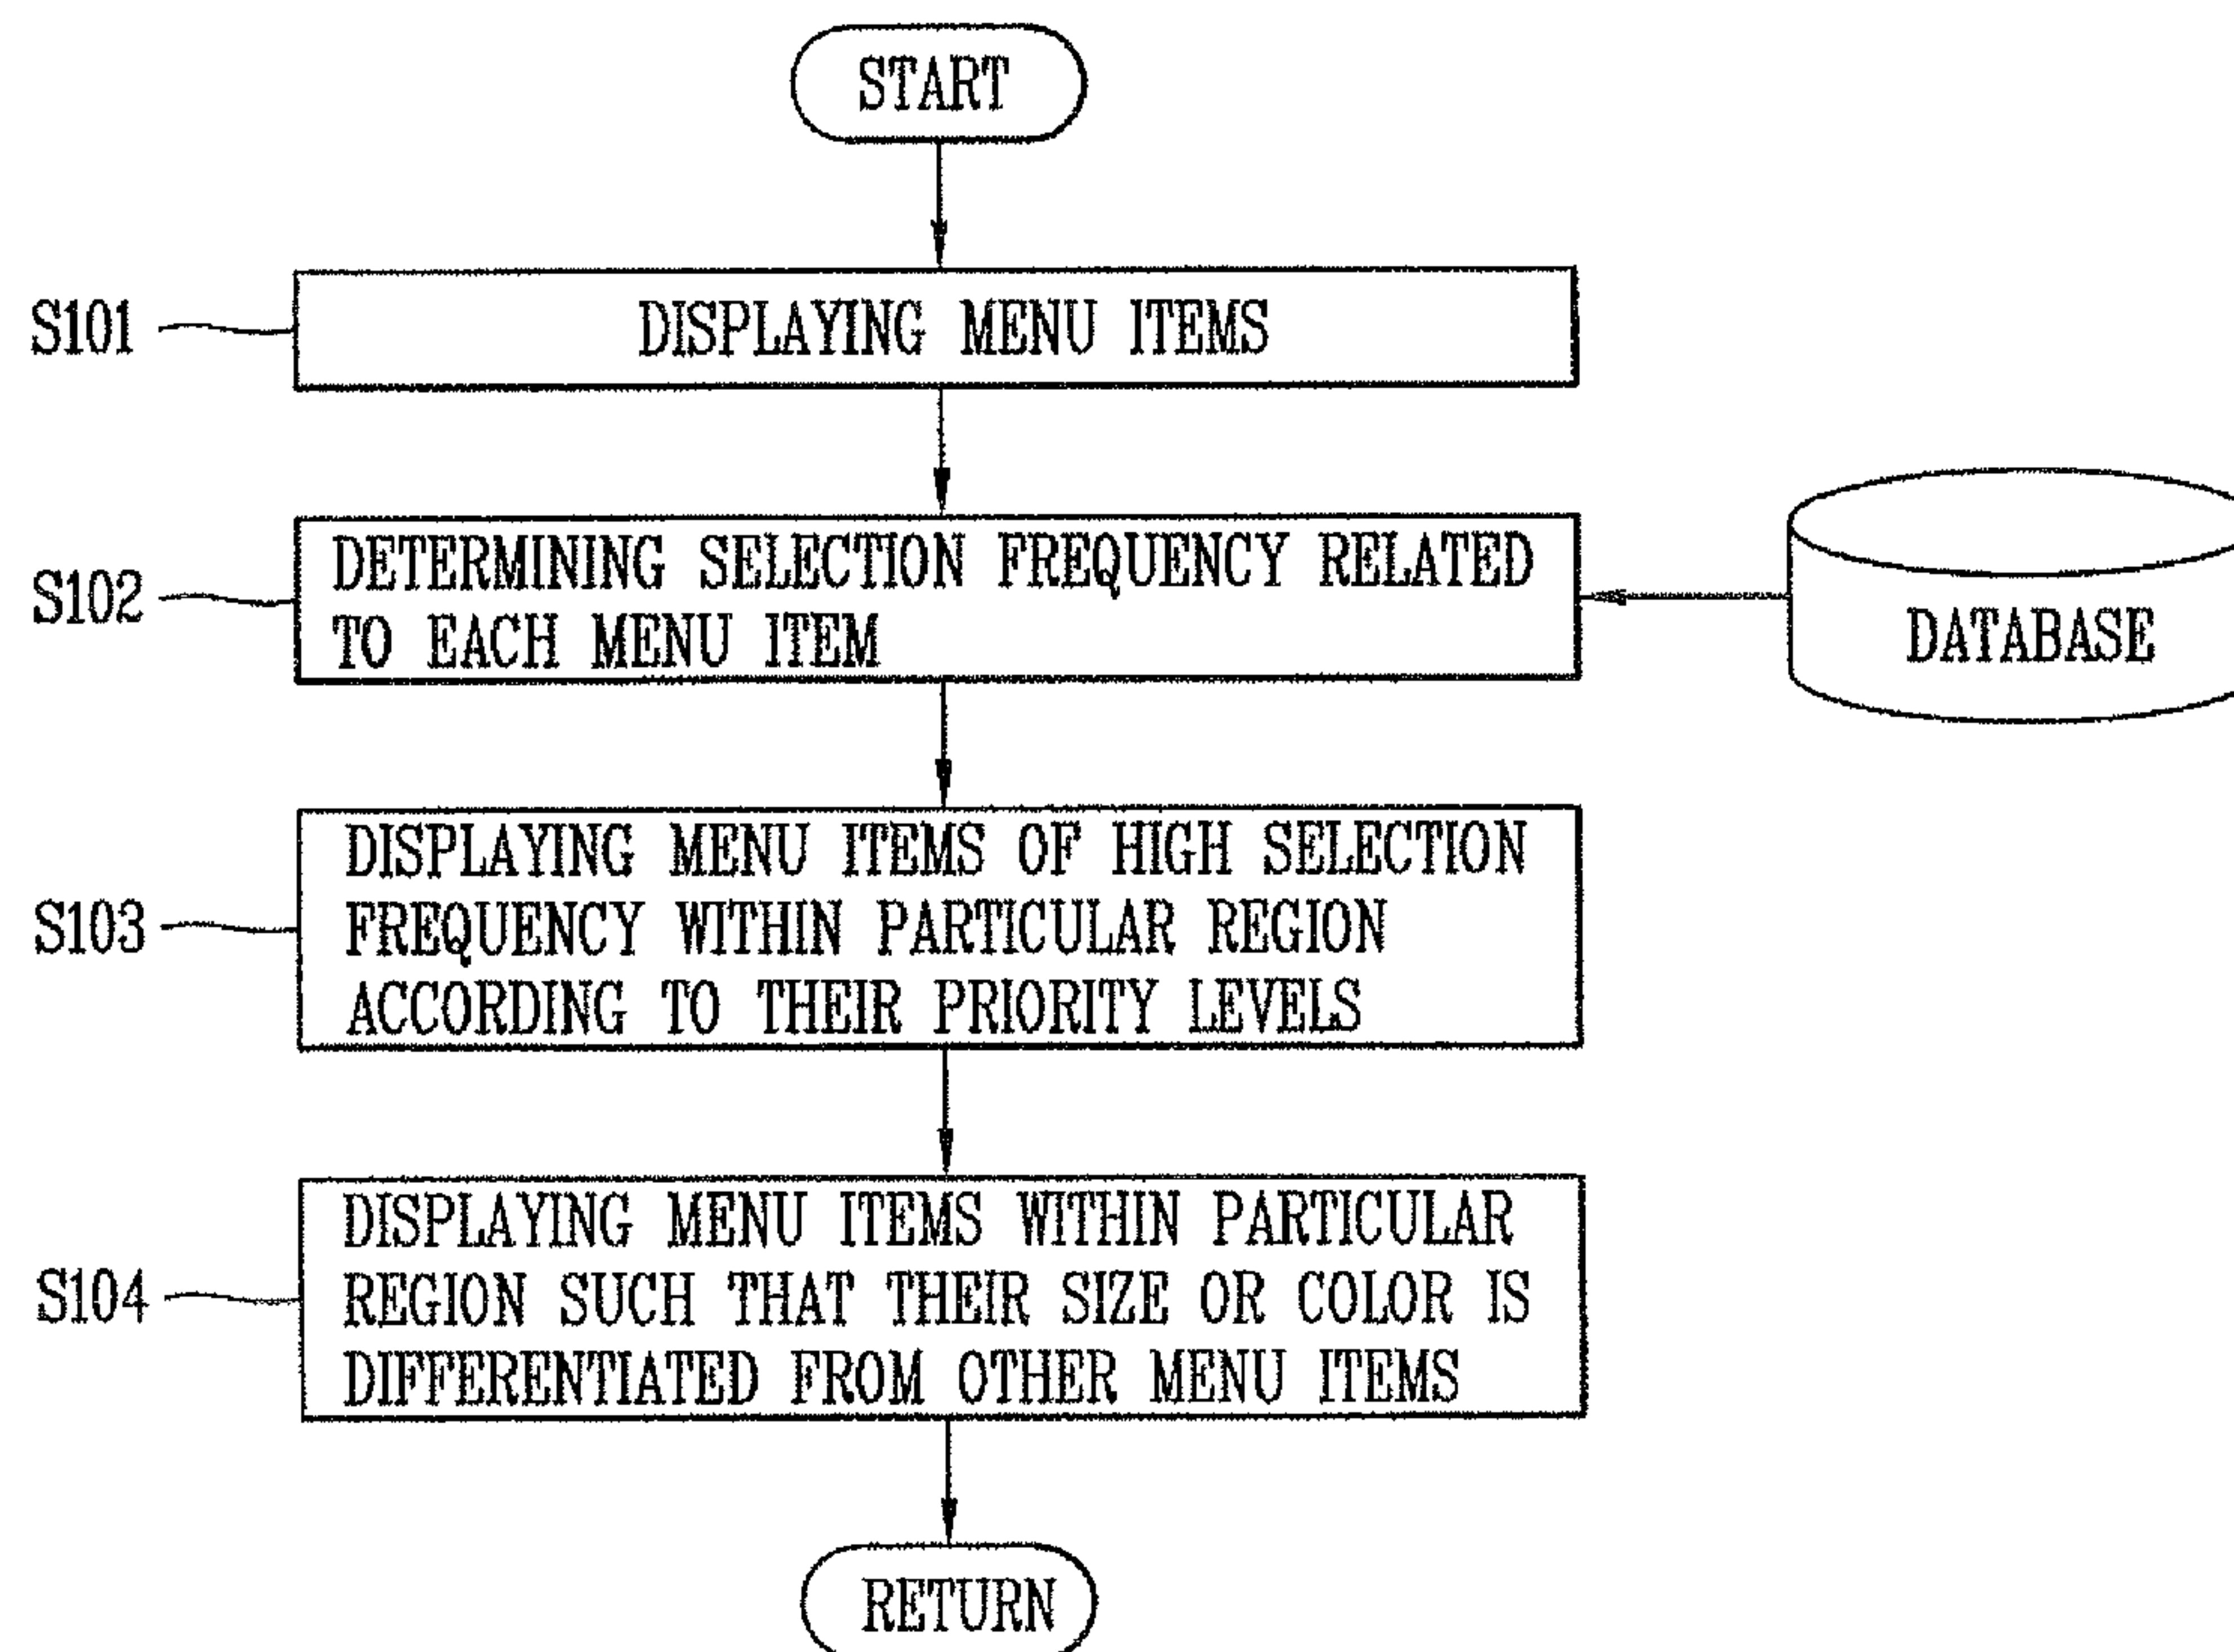 START
S101
DISPLAYING MENU ITEMS
S102
DETERMINING SELECTION FREQUENCY RELATED
TO EACH MENU ITEM
DATABASE
S103
DISPLAYING MENU ITEMS OF HIGH SELECTION
FREQUENCY WITHIN PARTICULAR REGION
ACCORDING TO THEIR PRIORITY LEVELS
S104
DISPLAYING MENU ITEMS WITHIN PARTICULAR
REGION SUCH THAT THEIR SIZE OR COLOR IS
DIFFERENTIATED FROM OTHER MENU ITEMS
RETURN